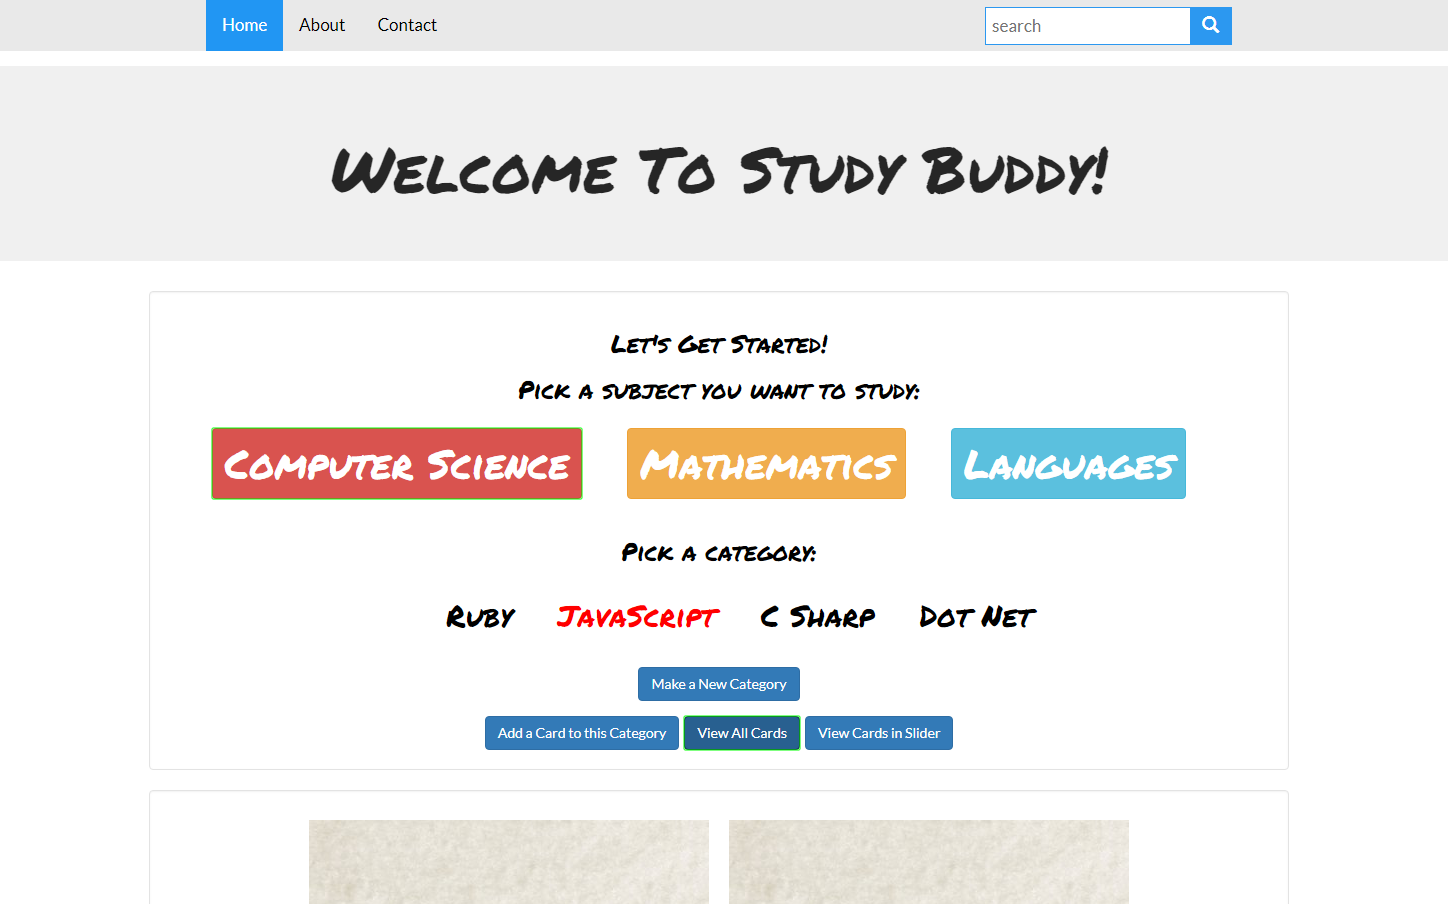 Home About Contact search
Welcome To Study Buddy!
Let's Get Started!
Pick a subject you want to study:
Computer Science Mathematics Languages
Pick a category:
Ruby JavaScript C Sharp Dot Net
Make a New Category
Add a Card to this Category View All Cards View Cards in Slider